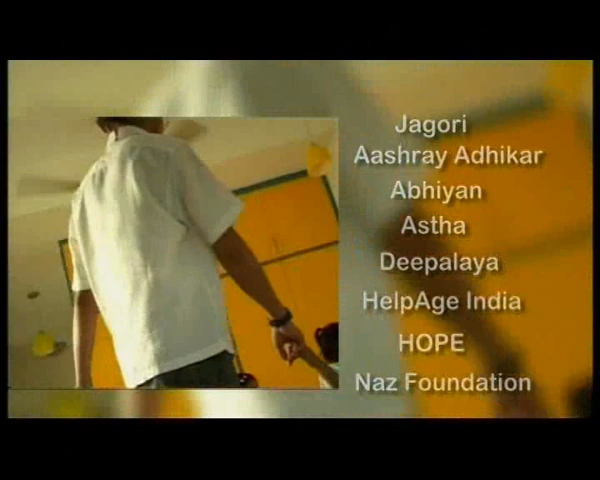 Jagori
Aashray Adhikar
Abhiyan
Astha
Deepalaya
HelpAge India
HOPE
Naz Foundation